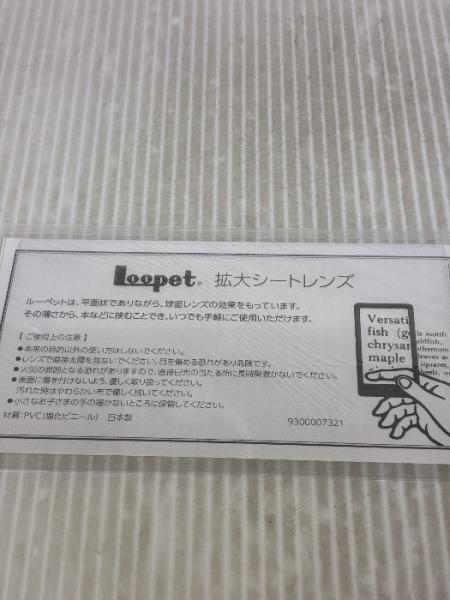 Loopet® 拡大シートレンズ
ルーペットは、平面状でありながら、球面レンズの効果をもっています。
その薄さから、本などに挟むことでき、いつでも手軽にご使用いただけます。
【ご使用上の注意】
●本来の目的以外の使い方はしないでください。
●レンズで直接太陽を見ないでください。目を傷める恐れがあり危険です。
●火災の原因となる恐れがありますので、直接日光の当たる所に長時間置かないでください。
●表面に傷を付けないよう、優しく取り扱ってください。
汚れた時はやわらかい布で優しく拭いてください。
●小さなお子さまの手の届かないところに保管してください。
材質:PVC(塩化ビニール) 日本製
9300007321
Versati
fish (g
chrysan
maple
le motifs
oldfish,
leaves as
squares,